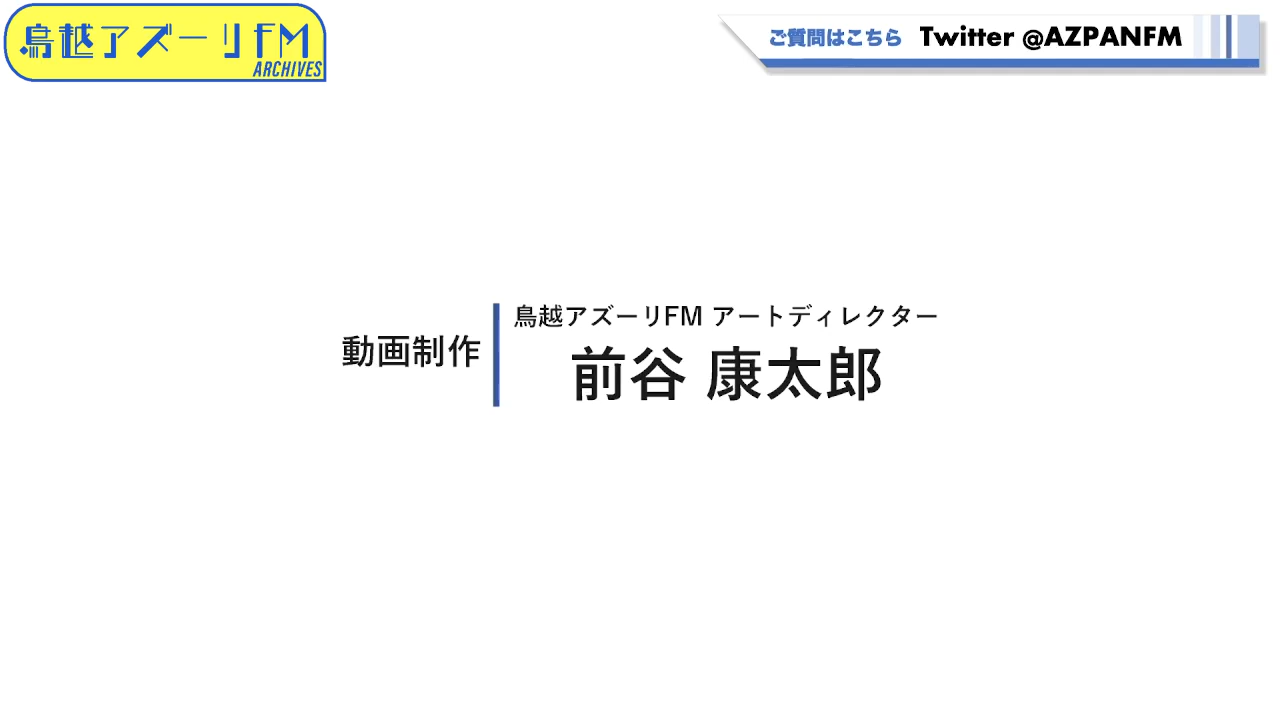 鳥越アズーリFM
ARCHIVES
ご質問はこちら Twitter @AZPANFM
動画制作
鳥越アズーリFM アートディレクター
前谷 康太郎